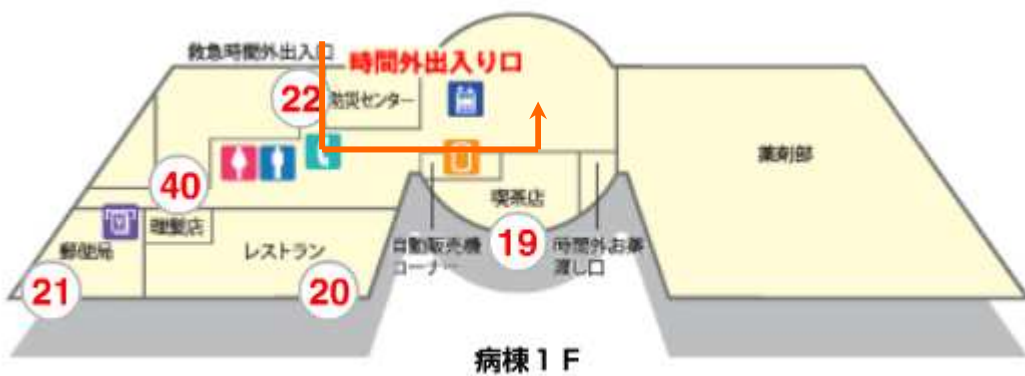 救急時間外出入口
時間外出入り口
22
防災センター
薬剤部
40
喫茶店
理髪店
郵便局
レストラン
自動販売機
コーナー
19
時間外お薬
渡し口
21
20
病棟1F